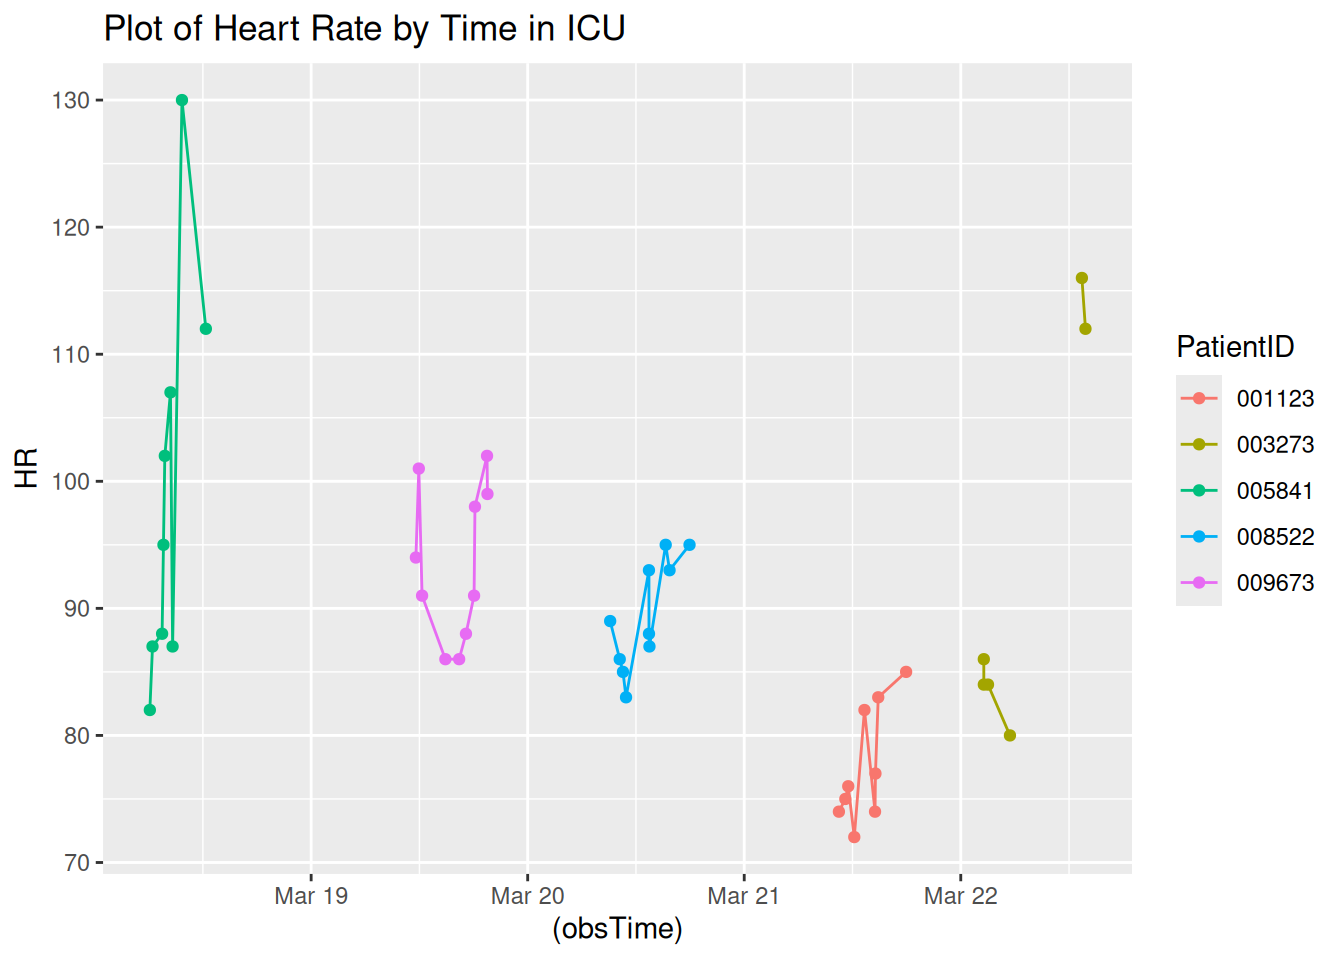 Plot of Heart Rate by Time in ICU
130
120
110
100
90
80
70
HR
Mar 19
Mar 20
Mar 21
Mar 22
(obsTime)
PatientID
001123
003273
005841
008522
009673